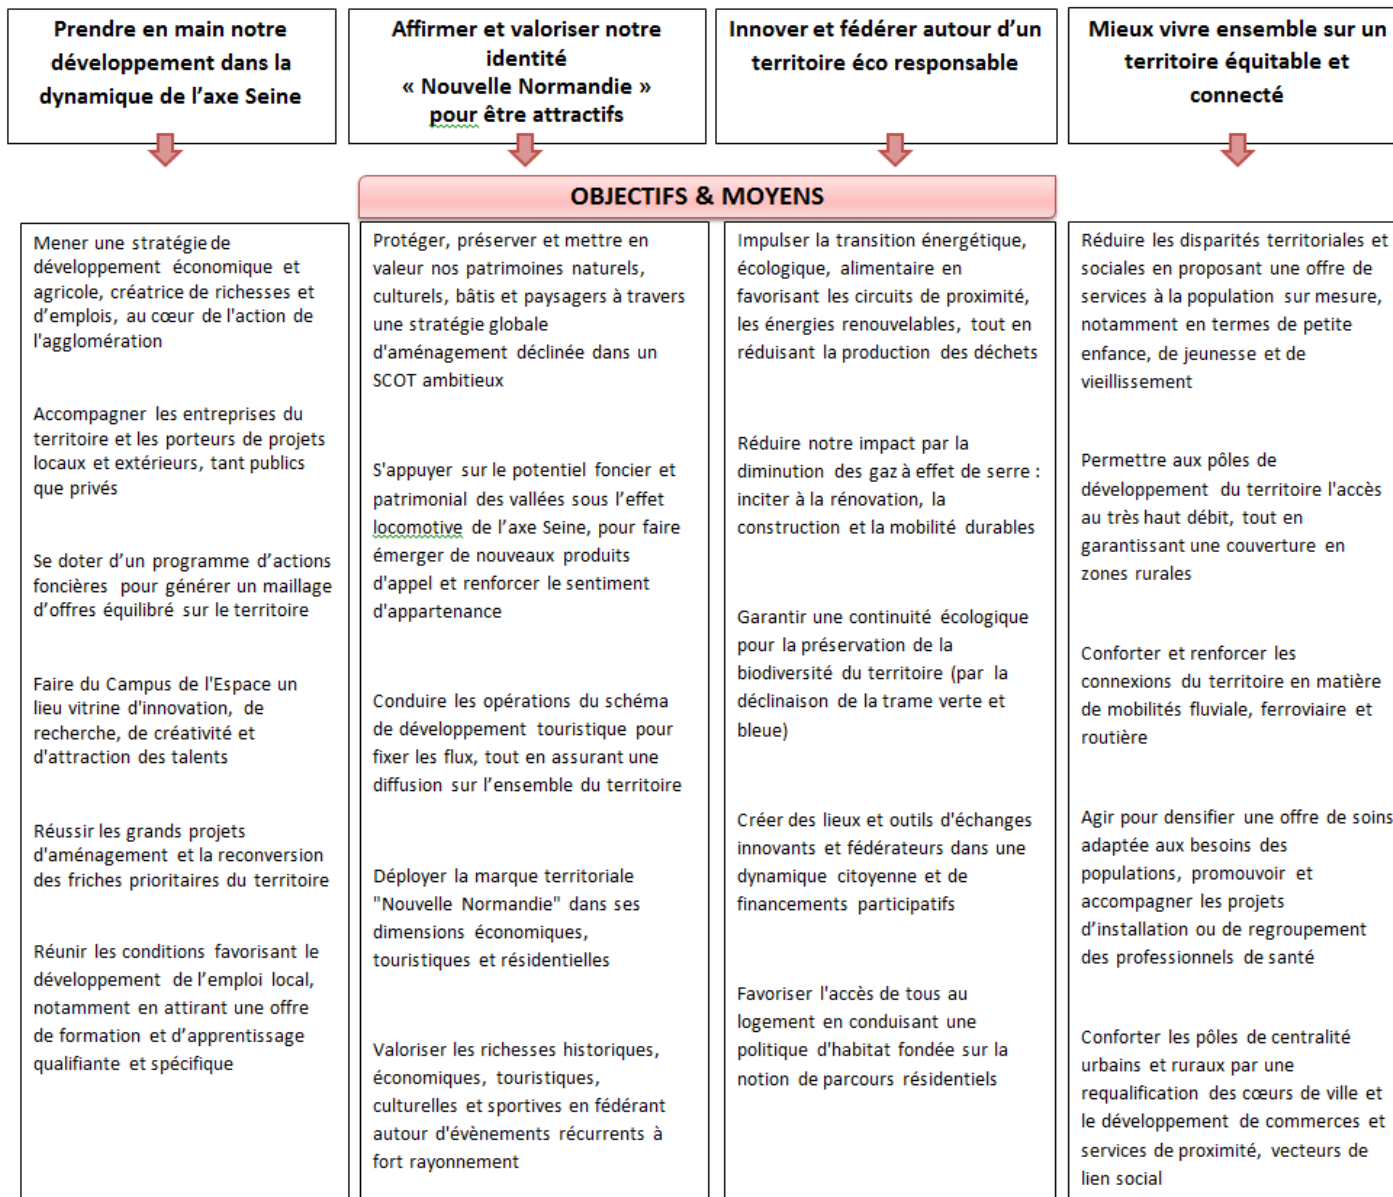 Prendre en main notre
développement dans la
dynamique de l'axe Seine
Affirmer et valoriser notre
identité
« Nouvelle Normandie »
pour être attractifs
Innover et fédérer autour d'un
territoire éco responsable
Mieux vivre ensemble sur un
territoire équitable et
connecté
OBJECTIFS & MOYENS
Mener une stratégie de
développement économique et
agricole, créatrice de richesses et
d'emplois, au cœur de l'action de
l'agglomération
Accompagner les entreprises du
territoire et les porteurs de projets
locaux et extérieurs, tant publics
que privés
Se doter d'un programme d'actions
foncières pour générer un maillage
d'offres équilibré sur le territoire
Faire du Campus de l'Espace un
lieu vitrine d'innovation, de
recherche, de créativité et
d'attraction des talents
Réussir les grands projets
d'aménagement et la reconversion
des friches prioritaires du territoire
Réunir les conditions favorisant le
développement de l'emploi local,
notamment en attirant une offre
de formation et d'apprentissage
qualifiante et spécifique
Protéger, préserver et mettre en
valeur nos patrimoines naturels,
culturels, bâtis et paysagers à travers
une stratégie globale
d'aménagement déclinée dans un
SCOT ambitieux
S'appuyer sur le potentiel foncier et
patrimonial des vallées sous l'effet
locomotive de l'axe Seine, pour faire
émerger de nouveaux produits
d'appel et renforcer le sentiment
d'appartenance
Conduire les opérations du schéma
de développement touristique pour
fixer les flux, tout en assurant une
diffusion sur l'ensemble du territoire
Déployer la marque territoriale
"Nouvelle Normandie" dans ses
dimensions économiques,
touristiques et résidentielles
Valoriser les richesses historiques,
économiques, touristiques,
culturelles et sportives en fédérant
autour d'évènements récurrents à
fort rayonnement
Impulser la transition énergétique,
écologique, alimentaire en
favorisant les circuits de proximité,
les énergies renouvelables, tout en
réduisant la production des déchets
Réduire notre impact par la
diminution des gaz à effet de serre :
inciter à la rénovation, la
construction et la mobilité durables
Garantir une continuité écologique
pour la préservation de la
biodiversité du territoire (par la
déclinaison de la trame verte et
bleue)
Créer des lieux et outils d'échanges
innovants et fédérateurs dans une
dynamique citoyenne et de
financements participatifs
Favoriser l'accès de tous au
logement en conduisant une
politique d'habitat fondée sur la
notion de parcours résidentiels
Réduire les disparités territoriales et
sociales en proposant une offre de
services à la population sur mesure,
notamment en termes de petite
enfance, de jeunesse et de
vieillissement
Permettre aux pôles de
développement du territoire l'accès
au très haut débit, tout en
garantissant une couverture en
zones rurales
Conforter et renforcer les
connexions du territoire en matière
de mobilités fluviale, ferroviaire et
routière
Agir pour densifier une offre de soins
adaptée aux besoins des
populations, promouvoir et
accompagner les projets
d'installation ou de regroupement
des professionnels de santé
Conforter les pôles de centralité
urbains et ruraux par une
requalification des cœurs de ville et
le développement de commerces et
services de proximité, vecteurs de
lien social